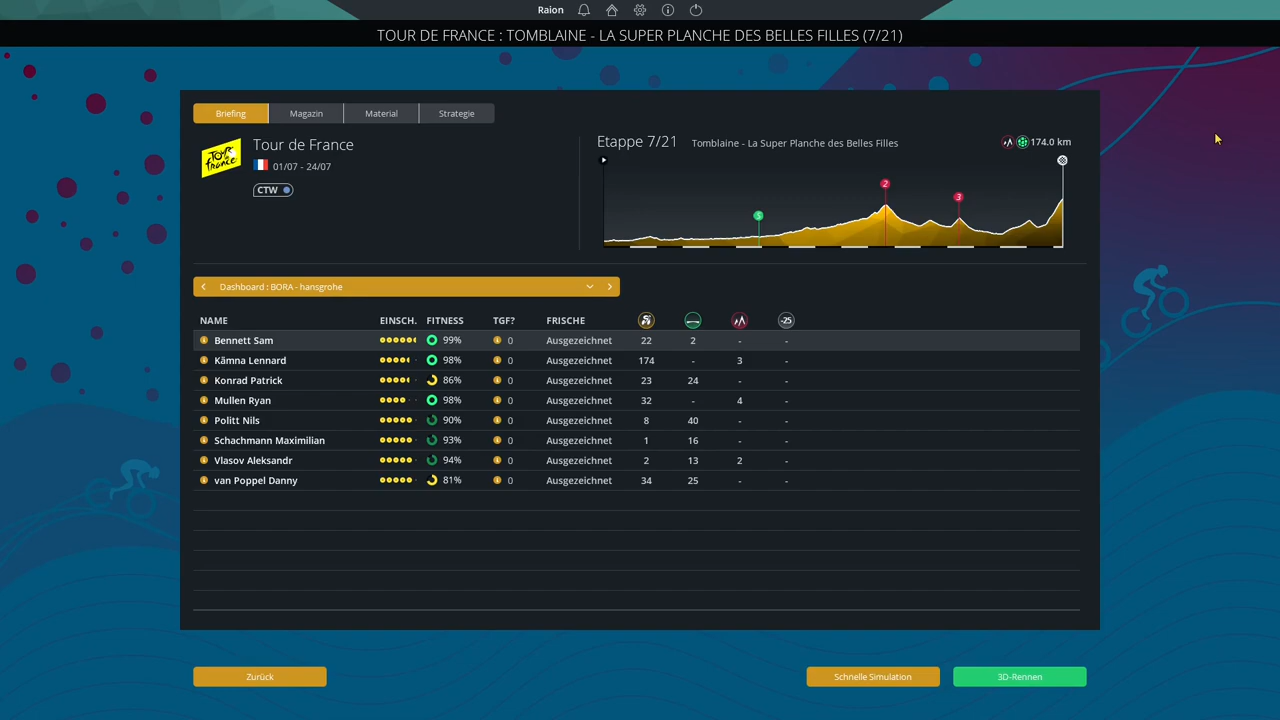 Raion
TOUR DE FRANCE : TOMBLAINE - LA SUPER PLANCHE DES BELLES FILLES (7/21)
Briefing Magazin Material Strategie
TOUR de france
Tour de France
01/07 - 24/07
CTW
Etappe 7/21 Tomblaine - La Super Planche des Belles Filles 174.0 km
S 2 3
Dashboard : BORA - hansgrohe
NAME EINSCH. FITNESS TGF? FRISCHE -25
Bennett Sam 99% 0 Ausgezeichnet 22 2 - -
Kämna Lennard 98% 0 Ausgezeichnet 174 - 3 -
Konrad Patrick 86% 0 Ausgezeichnet 23 24 - -
Mullen Ryan 98% 0 Ausgezeichnet 32 - 4 -
Politt Nils 90% 0 Ausgezeichnet 8 40 - -
Schachmann Maximilian 93% 0 Ausgezeichnet 1 16 - -
Vlasov Aleksandr 94% 0 Ausgezeichnet 2 13 2 -
van Poppel Danny 81% 0 Ausgezeichnet 34 25 - -
Zurück Schnelle Simulation 3D-Rennen